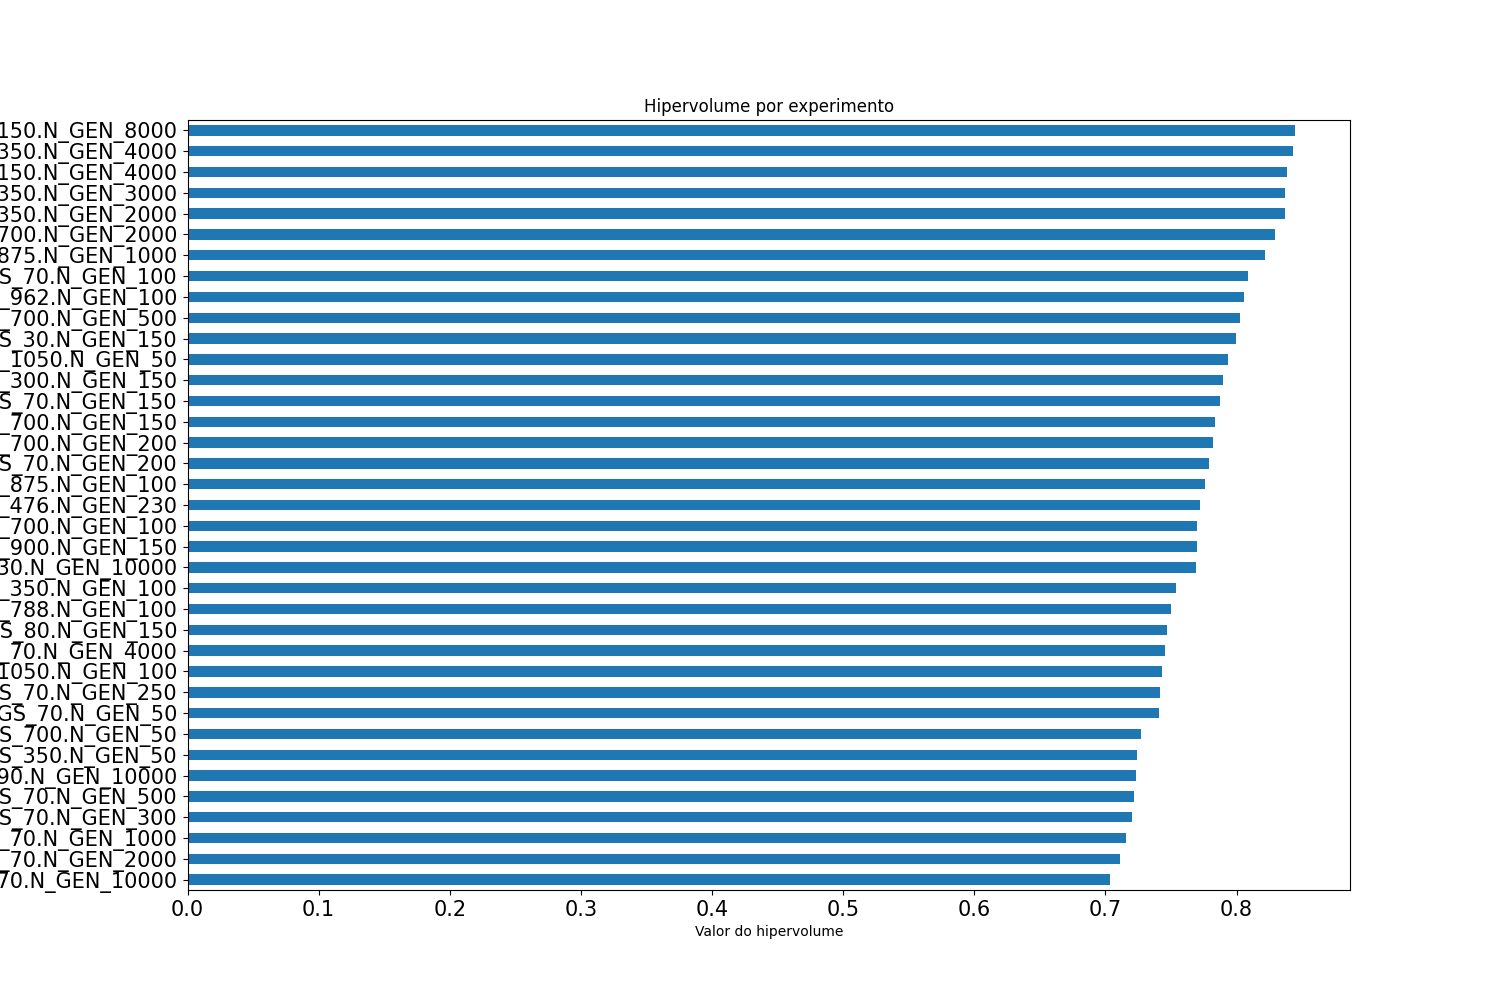 Hipervolume por experimento
150.N_GEN_8000
350.N_GEN_4000
150.N_GEN_4000
350.N_GEN_3000
350.N_GEN_2000
700.N_GEN_2000
875.N_GEN_1000
S_70.N_GEN_100
_962.N_GEN_100
_700.N_GEN_500
S_30.N_GEN_150
_1050.N_GEN_50
_300.N_GEN_150
S_70.N_GEN_150
_700.N_GEN_150
_700.N_GEN_200
S_70.N_GEN_200
_875.N_GEN_100
_476.N_GEN_230
_700.N_GEN_100
_900.N_GEN_150
30.N_GEN_10000
_350.N_GEN_100
_788.N_GEN_100
S_80.N_GEN_150
_70.N_GEN_4000
1050.N_GEN_100
S_70.N_GEN_250
GS_70.N_GEN_50
S_700.N_GEN_50
S_350.N_GEN_50
90.N_GEN_10000
S_70.N_GEN_500
S_70.N_GEN_300
_70.N_GEN_1000
_70.N_GEN_2000
70.N_GEN_10000
0.0 0.1 0.2 0.3 0.4 0.5 0.6 0.7 0.8
Valor do hipervolume